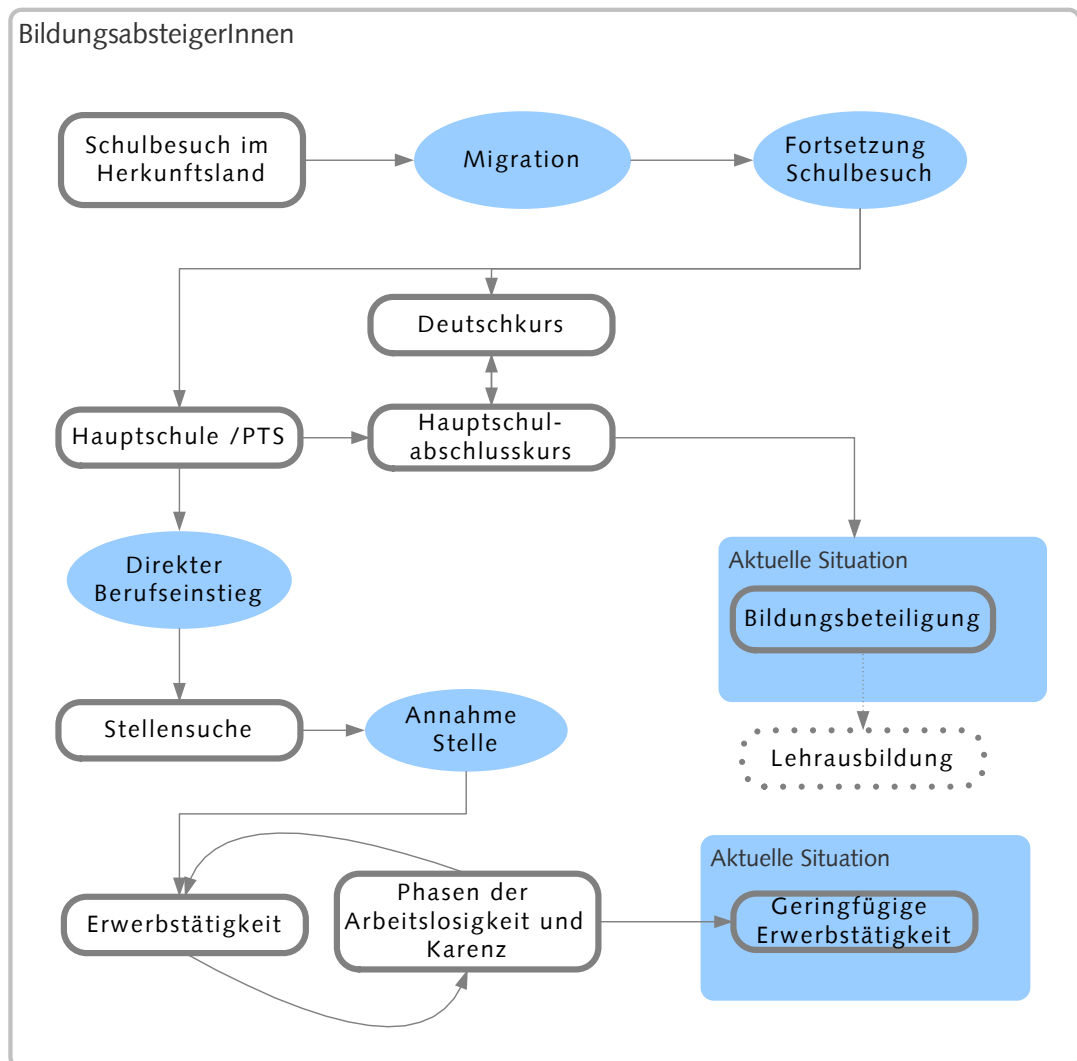 BildungsabsteigerInnen
Schulbesuch im
Herkunftsland
Migration
Fortsetzung
Schulbesuch
Deutschkurs
Hauptschule /PTS
Hauptschul-
abschlusskurs
Direkter
Berufseinstieg
Aktuelle Situation
Bildungsbeteiligung
Stellensuche
Annahme
Stelle
Lehrausbildung
Erwerbstätigkeit
Phasen der
Arbeitslosigkeit und
Karenz
Aktuelle Situation
Geringfügige
Erwerbstätigkeit